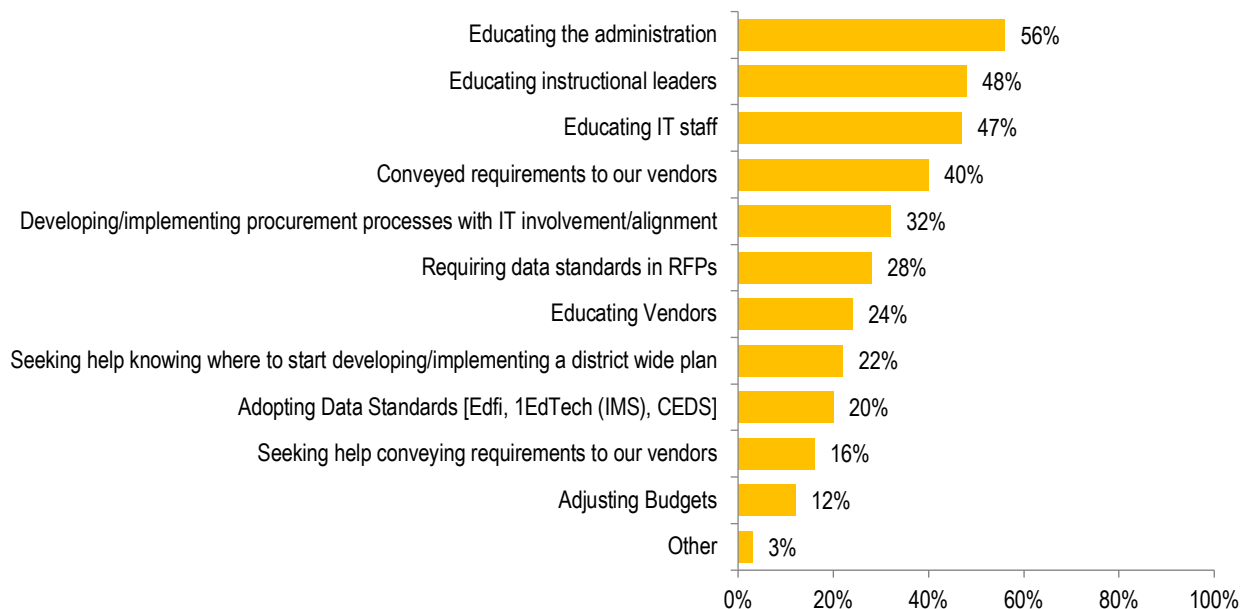 Educating the administration 56%
Educating instructional leaders 48%
Educating IT staff 47%
Conveyed requirements to our vendors 40%
Developing/implementing procurement processes with IT involvement/alignment 32%
Requiring data standards in RFPs 28%
Educating Vendors 24%
Seeking help knowing where to start developing/implementing a district wide plan 22%
Adopting Data Standards [Edfi, 1EdTech (IMS), CEDS] 20%
Seeking help conveying requirements to our vendors 16%
Adjusting Budgets 12%
Other 3%
0% 20% 40% 60% 80% 100%